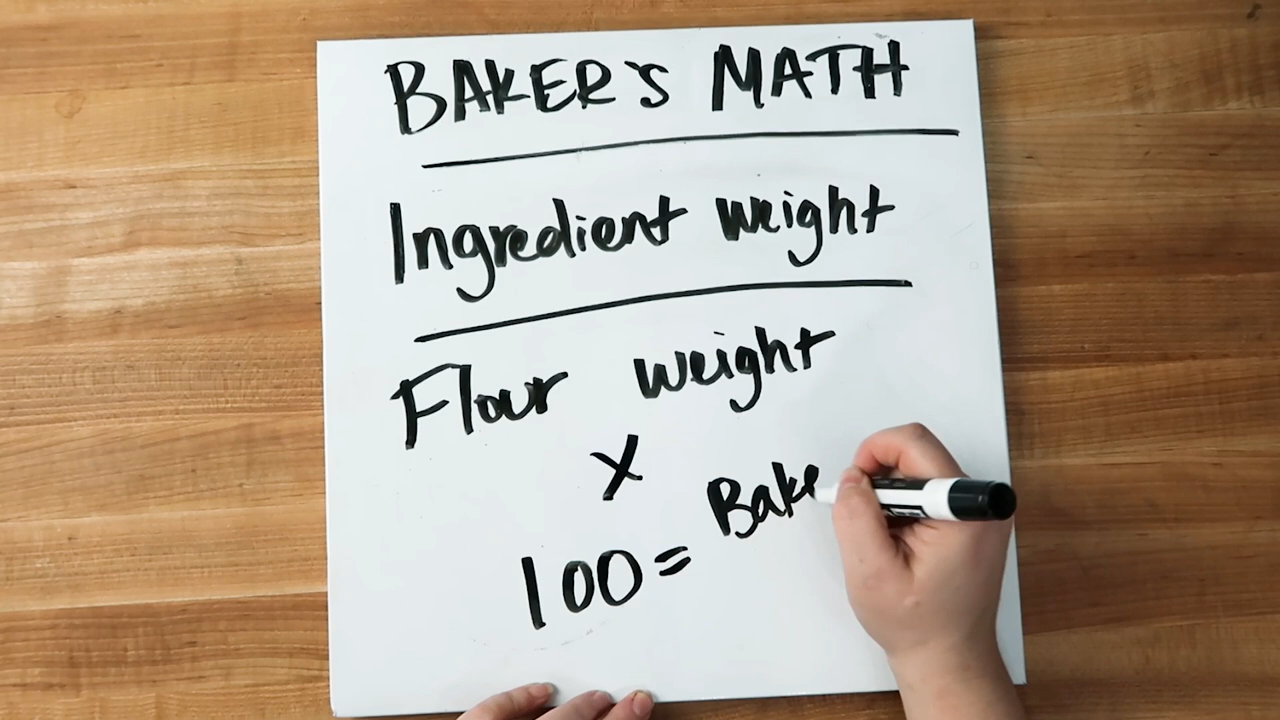 BAKER'S MATH
Ingredient weight
Flour weight
X
100 = Bake